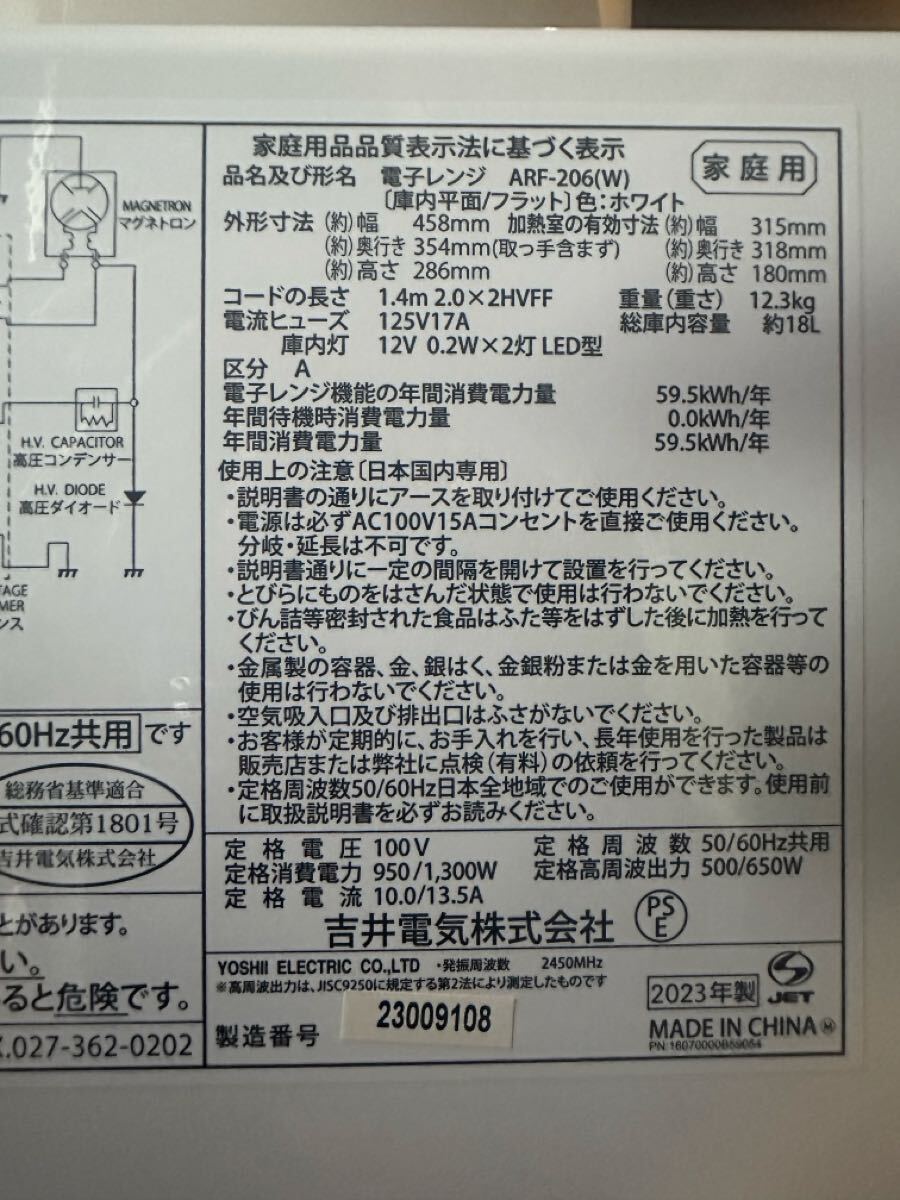 MAGNETRON
マグネトロン
H.V. CAPACITOR
高圧コンデンサー
H.V. DIODE
高圧ダイオード
TAGE
MER
ンス
60Hz共用です
総務省基準適合
式確認第1801号
吉井電気株式会社
とがあります。
い。
ると危険です。
.027-362-0202
家庭用品品質表示法に基づく表示
家庭用
品名及び形名 電子レンジ ARF-206(W)
〔庫内平面/フラット〕色:ホワイト
外形寸法 (約)幅 458mm 加熱室の有効寸法 (約)幅 315mm
(約)奥行き 354mm(取っ手含まず) (約)奥行き 318mm
(約)高さ 286mm (約)高さ 180mm
コードの長さ 1.4m 2.0×2HVFF 重量(重さ) 12.3kg
電流ヒューズ 125V17A 総庫内容量 約18L
庫内灯 12V 0.2W×2灯 LED型
区分 A
電子レンジ機能の年間消費電力量 59.5kWh/年
年間待機時消費電力量 0.0kWh/年
年間消費電力量 59.5kWh/年
使用上の注意〔日本国内専用〕
・説明書の通りにアースを取り付けてご使用ください。
・電源は必ずAC100V15Aコンセントを直接ご使用ください。
分岐・延長は不可です。
・説明書通りに一定の間隔を開けて設置を行ってください。
・とびらにものをはさんだ状態で使用は行わないでください。
・びん詰等密封された食品はふた等をはずした後に加熱を行って
ください。
・金属製の容器、金、銀はく、金銀粉または金を用いた容器等の
使用は行わないでください。
・空気吸入口及び排出口はふさがないでください。
・お客様が定期的に、お手入れを行い、長年使用を行った製品は
販売店または弊社に点検(有料)の依頼を行ってください。
・定格周波数50/60Hz日本全地域でのご使用ができます。使用前
に取扱説明書を必ずお読みください。
定格電圧 100V 定格周波数 50/60Hz共用
定格消費電力 950/1,300W 定格高周波出力 500/650W
定格電流 10.0/13.5A
吉井電気株式会社
PS
E
YOSHII ELECTRIC CO.,LTD ・発振周波数 2450MHz
※高周波出力は、JISC9250に規定する第2法により測定したものです
製造番号 23009108
2023年製
JET
MADE IN CHINA Ⓜ
PN:16070000B59054